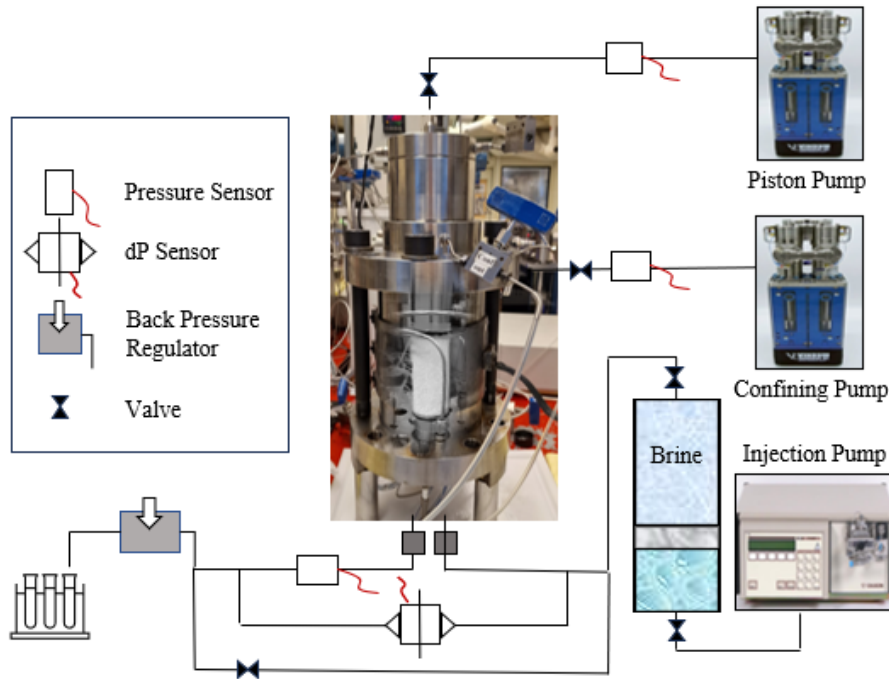 Pressure Sensor
dP Sensor
Back Pressure
Regulator
Valve
Piston Pump
Confining Pump
Brine
Injection Pump